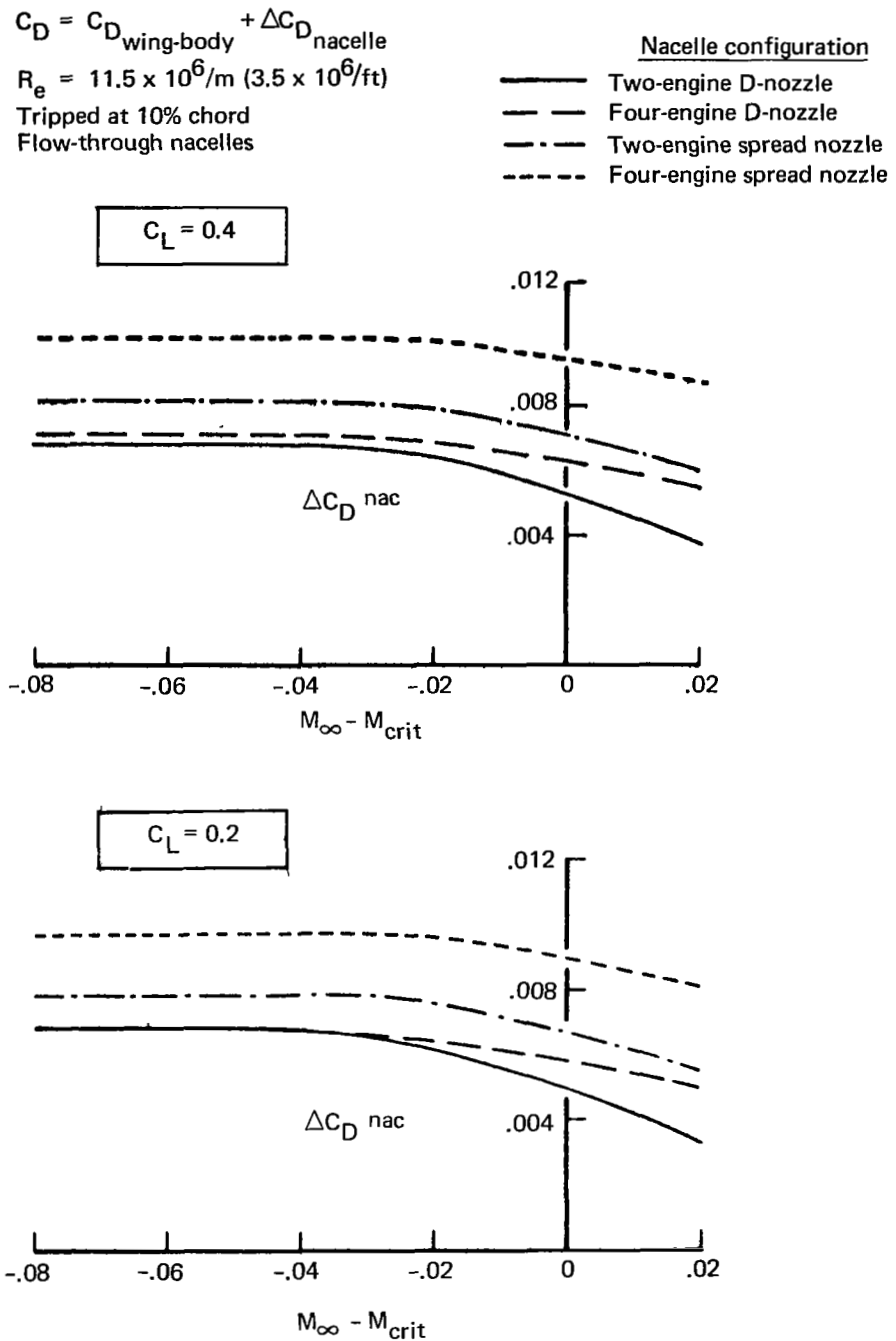 C_D = C_D wing-body + ΔC_D nacelle
R_e = 11.5 x 10^6/m (3.5 x 10^6/ft)
Tripped at 10% chord
Flow-through nacelles
Nacelle configuration
Two-engine D-nozzle
Four-engine D-nozzle
Two-engine spread nozzle
Four-engine spread nozzle
C_L = 0.4
.012
.008
ΔC_D nac
.004
-.08 -.06 -.04 -.02 0 .02
M_∞ - M_crit
C_L = 0.2
.012
.008
ΔC_D nac
.004
-.08 -.06 -.04 -.02 0 .02
M_∞ - M_crit